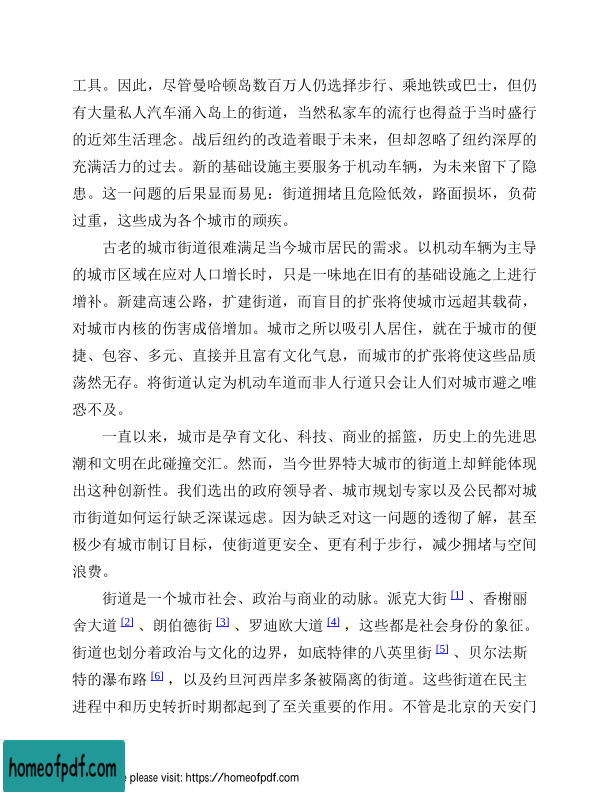 工具。因此，尽管曼哈顿岛数百万人仍选择步行、乘地铁或巴士，但仍
有大量私人汽车涌入岛上的街道，当然私家车的流行也得益于当时盛行
的近郊生活理念。战后纽约的改造着眼于未来，但却忽略了纽约深厚的
充满活力的过去。新的基础设施主要服务于机动车辆，为未来留下了隐
患。这一问题的后果显而易见：街道拥堵且危险低效，路面损坏，负荷
过重，这些成为各个城市的顽疾。
古老的城市街道很难满足当今城市居民的需求。以机动车辆为主导
的城市区域在应对人口增长时，只是一味地在旧有的基础设施之上进行
增补。新建高速公路，扩建街道，而盲目的扩张将使城市远超其载荷，
对城市内核的伤害成倍增加。城市之所以吸引人居住，就在于城市的便
捷、包容、多元、直接并且富有文化气息，而城市的扩张将使这些品质
荡然无存。将街道认定为机动车道而非人行道只会让人们对城市避之唯
恐不及。
一直以来，城市是孕育文化、科技、商业的摇篮，历史上的先进思
潮和文明在此碰撞交汇。然而，当今世界特大城市的街道上却鲜能体现
出这种创新性。我们选出的政府领导者、城市规划专家以及公民都对城
市街道如何运行缺乏深谋远虑。因为缺乏对这一问题的透彻了解，甚至
极少有城市制订目标，使街道更安全、更有利于步行，减少拥堵与空间
浪费。
街道是一个城市社会、政治与商业的动脉。派克大街 [1] 、香榭丽
舍大道 [2] 、朗伯德街 [3] 、罗迪欧大道 [4] ，这些都是社会身份的象征。
街道也划分着政治与文化的边界，如底特律的八英里街 [5] 、贝尔法斯
特的瀑布路 [6] ，以及约旦河西岸多条被隔离的街道。这些街道在民主
进程中和历史转折时期都起到了至关重要的作用。不管是北京的天安门
homeofpdf.com
e please visit: https://homeofpdf.com